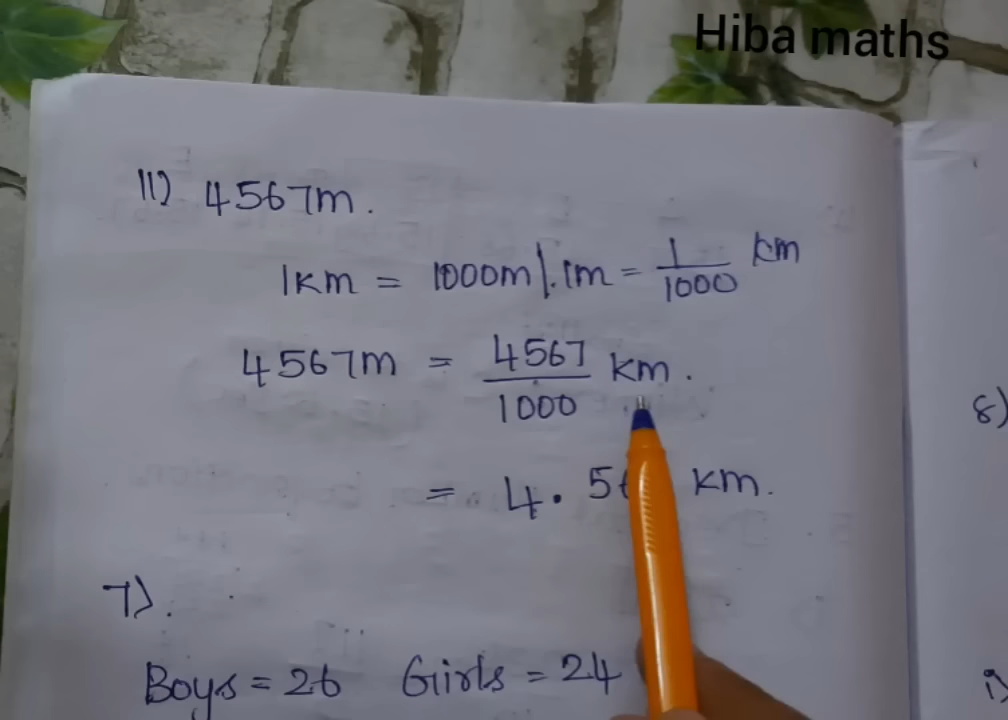 Hiba maths
11) 4567m.
1km = 1000m | . 1m = 1/1000 km
4567m = 4567/1000 km.
= 4. 5 km.
8)
7).
Boys = 26 Girls = 24
i)